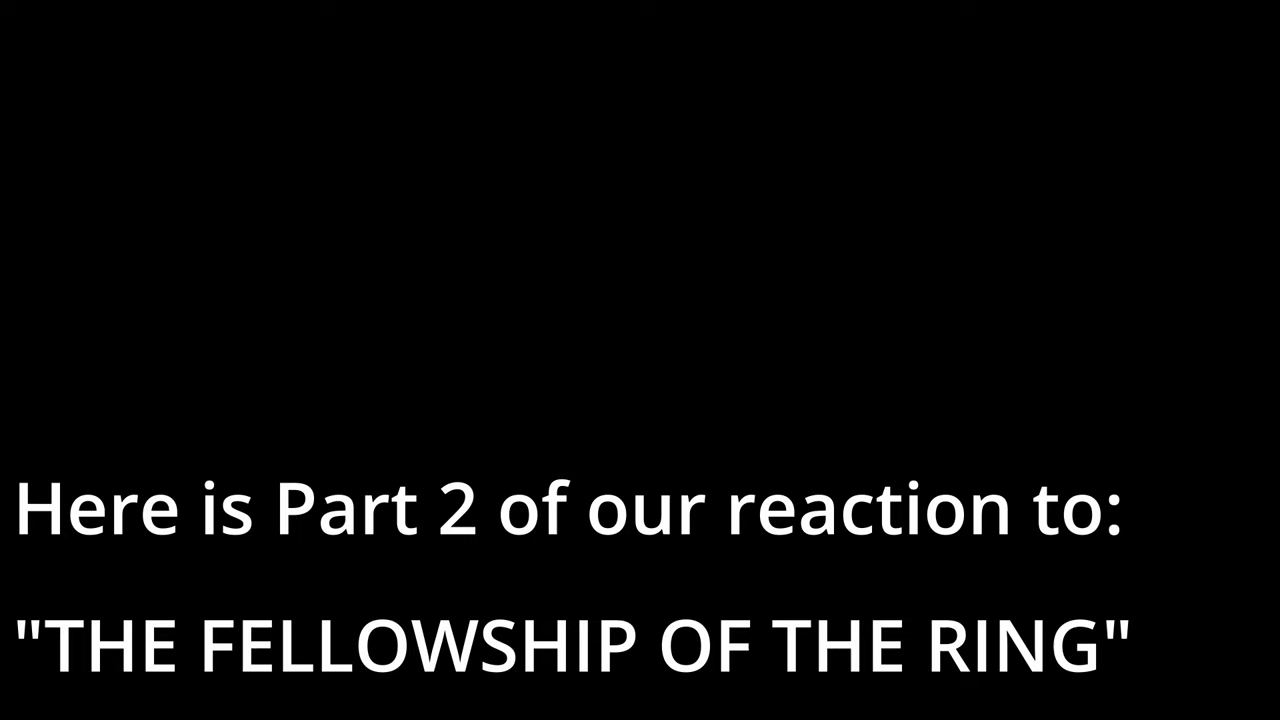 Here is Part 2 of our reaction to:
"THE FELLOWSHIP OF THE RING"